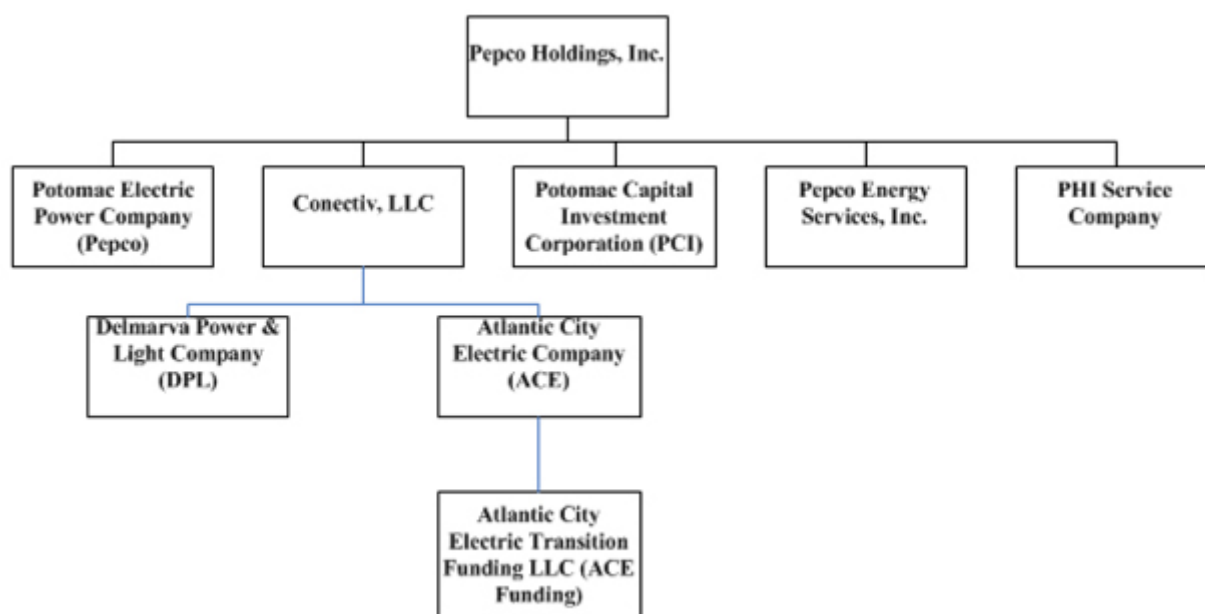 Pepco Holdings, Inc.
Potomac Electric
Power Company
(Pepco)
Conectiv, LLC
Potomac Capital
Investment
Corporation (PCI)
Pepco Energy
Services, Inc.
PHI Service
Company
Delmarva Power &
Light Company
(DPL)
Atlantic City
Electric Company
(ACE)
Atlantic City
Electric Transition
Funding LLC (ACE
Funding)